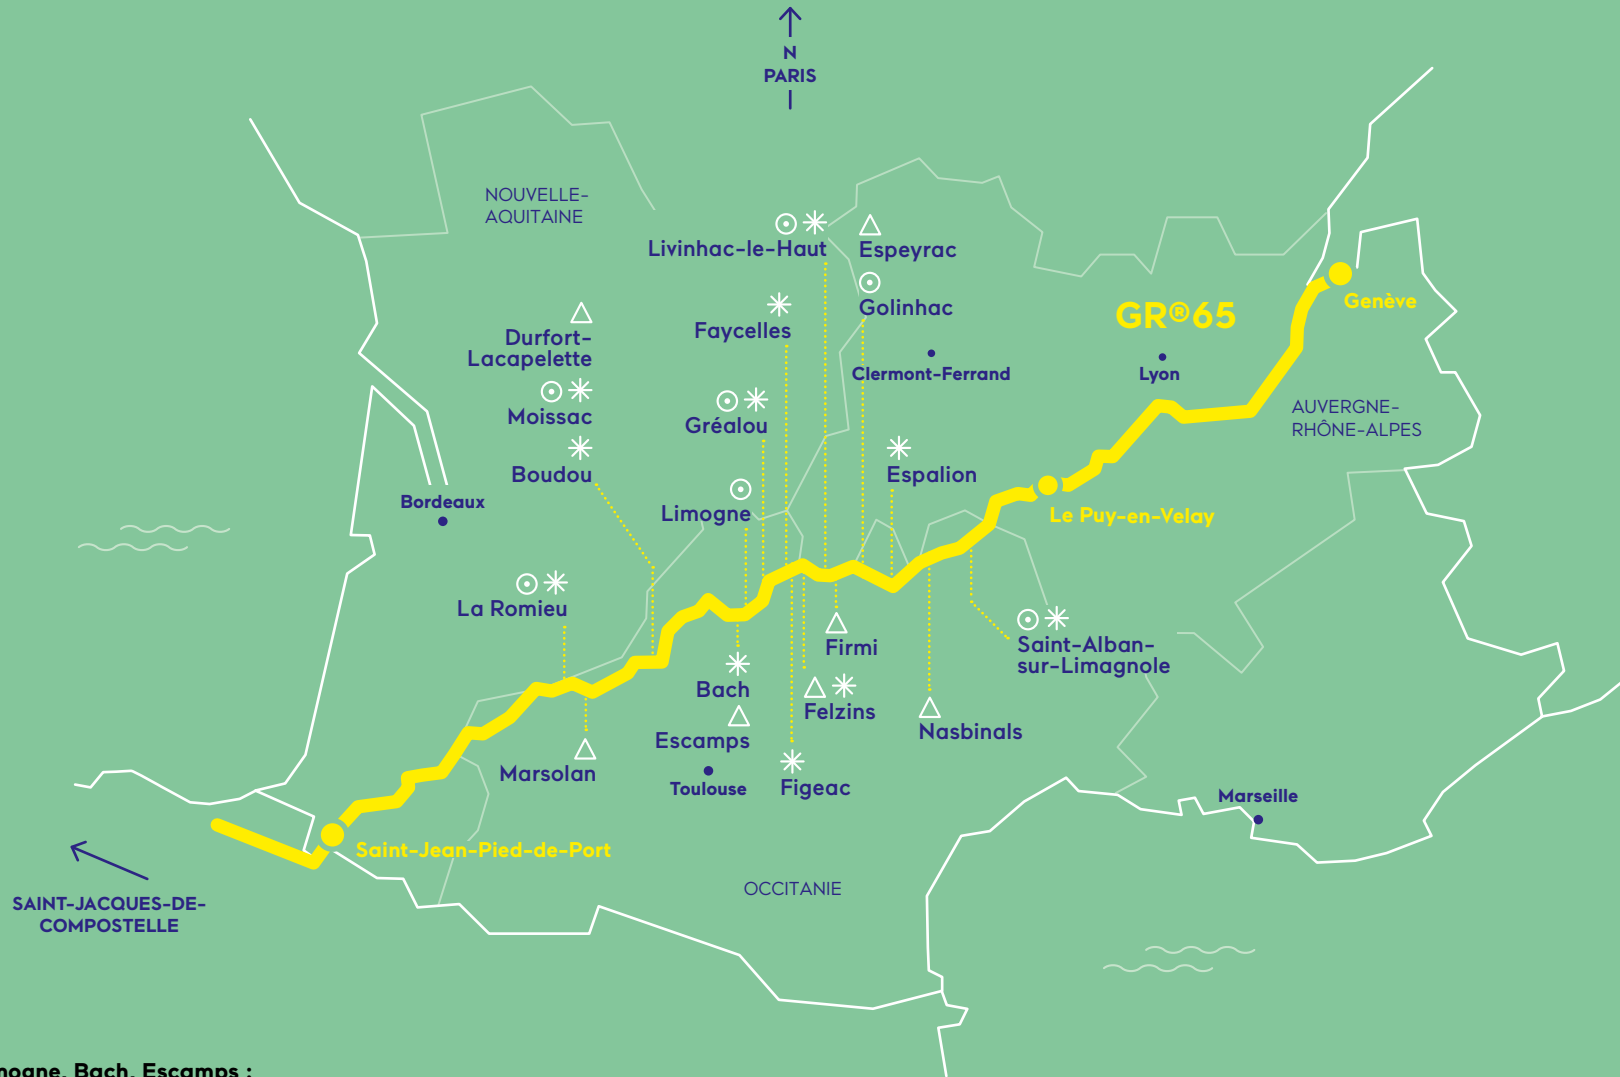 N
PARIS
NOUVELLE-
AQUITAINE
Livinhac-le-Haut
Espeyrac
Golinhac
GR®65
Genève
Durfort-
Lacapelette
Faycelles
Clermont-Ferrand
Lyon
Moissac
Gréalou
AUVERGNE-
RHÔNE-ALPES
Boudou
Espalion
Bordeaux
Limogne
Le Puy-en-Velay
La Romieu
Firmi
Saint-Alban-
sur-Limagnole
Bach
Felzins
Nasbinals
Escamps
Marsolan
Toulouse
Figeac
Marseille
Saint-Jean-Pied-de-Port
OCCITANIE
SAINT-JACQUES-DE-
COMPOSTELLE
Bach, Escamps :